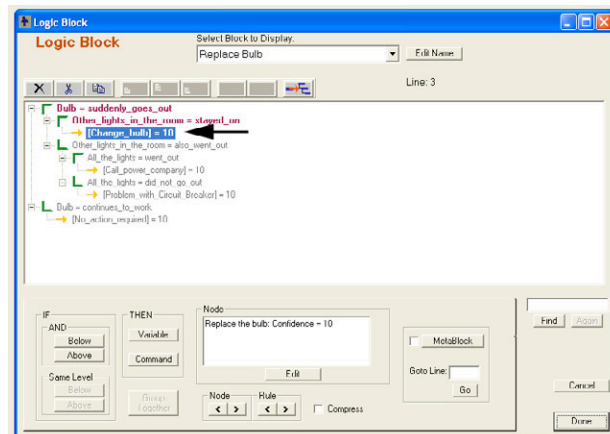 Logic Block
Logic Block
Select Block to Display:
Replace Bulb
Edit Name
Line: 3
Bulb = suddenly_goes_out
Other_lights_in_the_room = stayed_on
[Change_bulb] = 10
Other_lights_in_the_room = also_went_out
All_the_lights = went_out
[Call_power_company] = 10
All_the_lights = did_not_go_out
[Problem_with_Circuit_Breaker] = 10
Bulb = continues_to_work
[No_action_required] = 10
IF
AND
Below
Above
Same Level
Below
Above
THEN
Variable
Command
Group Together
Node
Replace the bulb: Confidence = 10
Edit
Node
< >
Rule
< >
Compress
MetaBlock
Goto Line:
Go
Find
Again
Cancel
Done